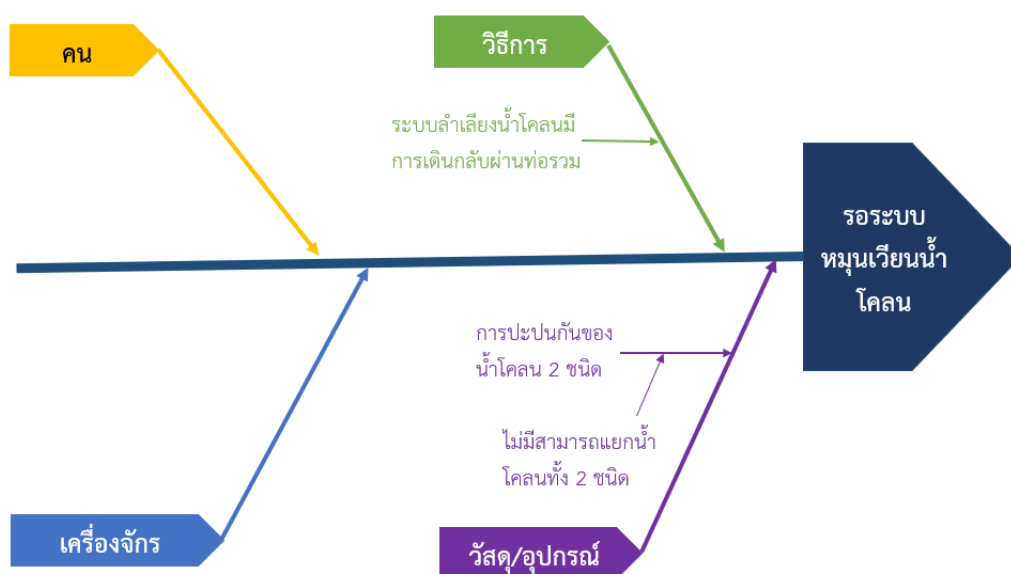 คน
วิธีการ
ระบบลำเลียงน้ำโคลนมี
การเดินกลับผ่านท่อรวม
รอระบบ
หมุนเวียนน้ำ
โคลน
การปะปนกันของ
น้ำโคลน 2 ชนิด
ไม่มีสามารถแยกน้ำ
โคลนทั้ง 2 ชนิด
เครื่องจักร
วัสดุ/อุปกรณ์